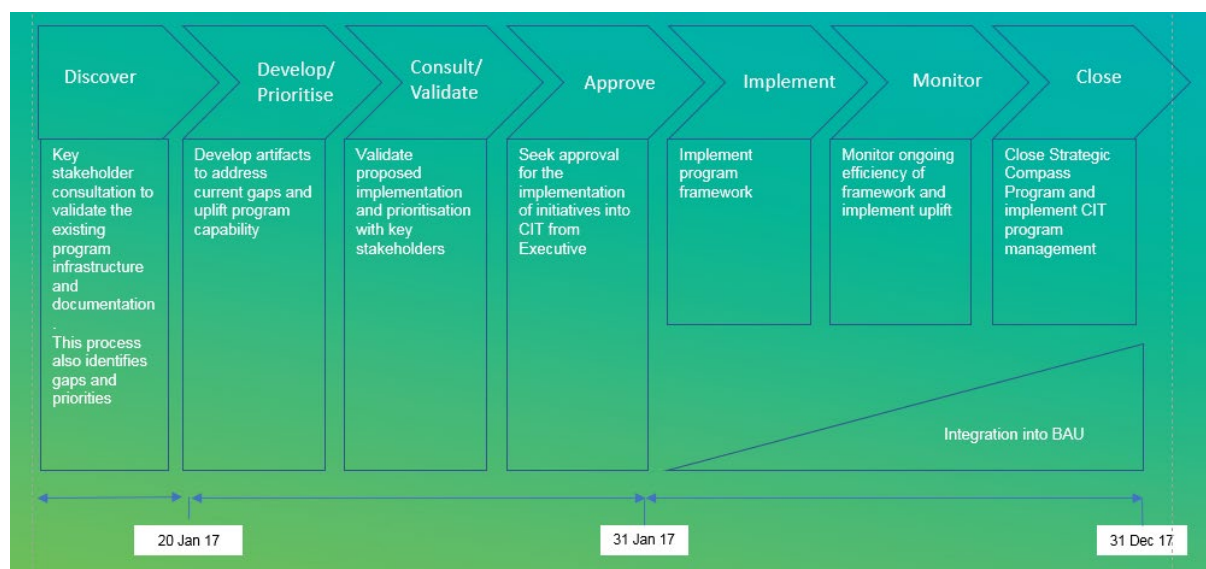 Discover
Develop/
Prioritise
Consult/
Validate
Approve
Implement
Monitor
Close
Key
stakeholder
consultation to
validate the
existing
program
infrastructure
and
documentation
.
This process
also identifies
gaps and
priorities
Develop artifacts
to address
current gaps and
uplift program
capability
Validate
proposed
implementation
and prioritisation
with key
stakeholders
Seek approval
for the
implementation
of initiatives into
CIT from
Executive
Implement
program
framework
Monitor ongoing
efficiency of
framework and
implement uplift
Close Strategic
Compass
Program and
implement CIT
program
management
Integration into BAU
20 Jan 17
31 Jan 17
31 Dec 17